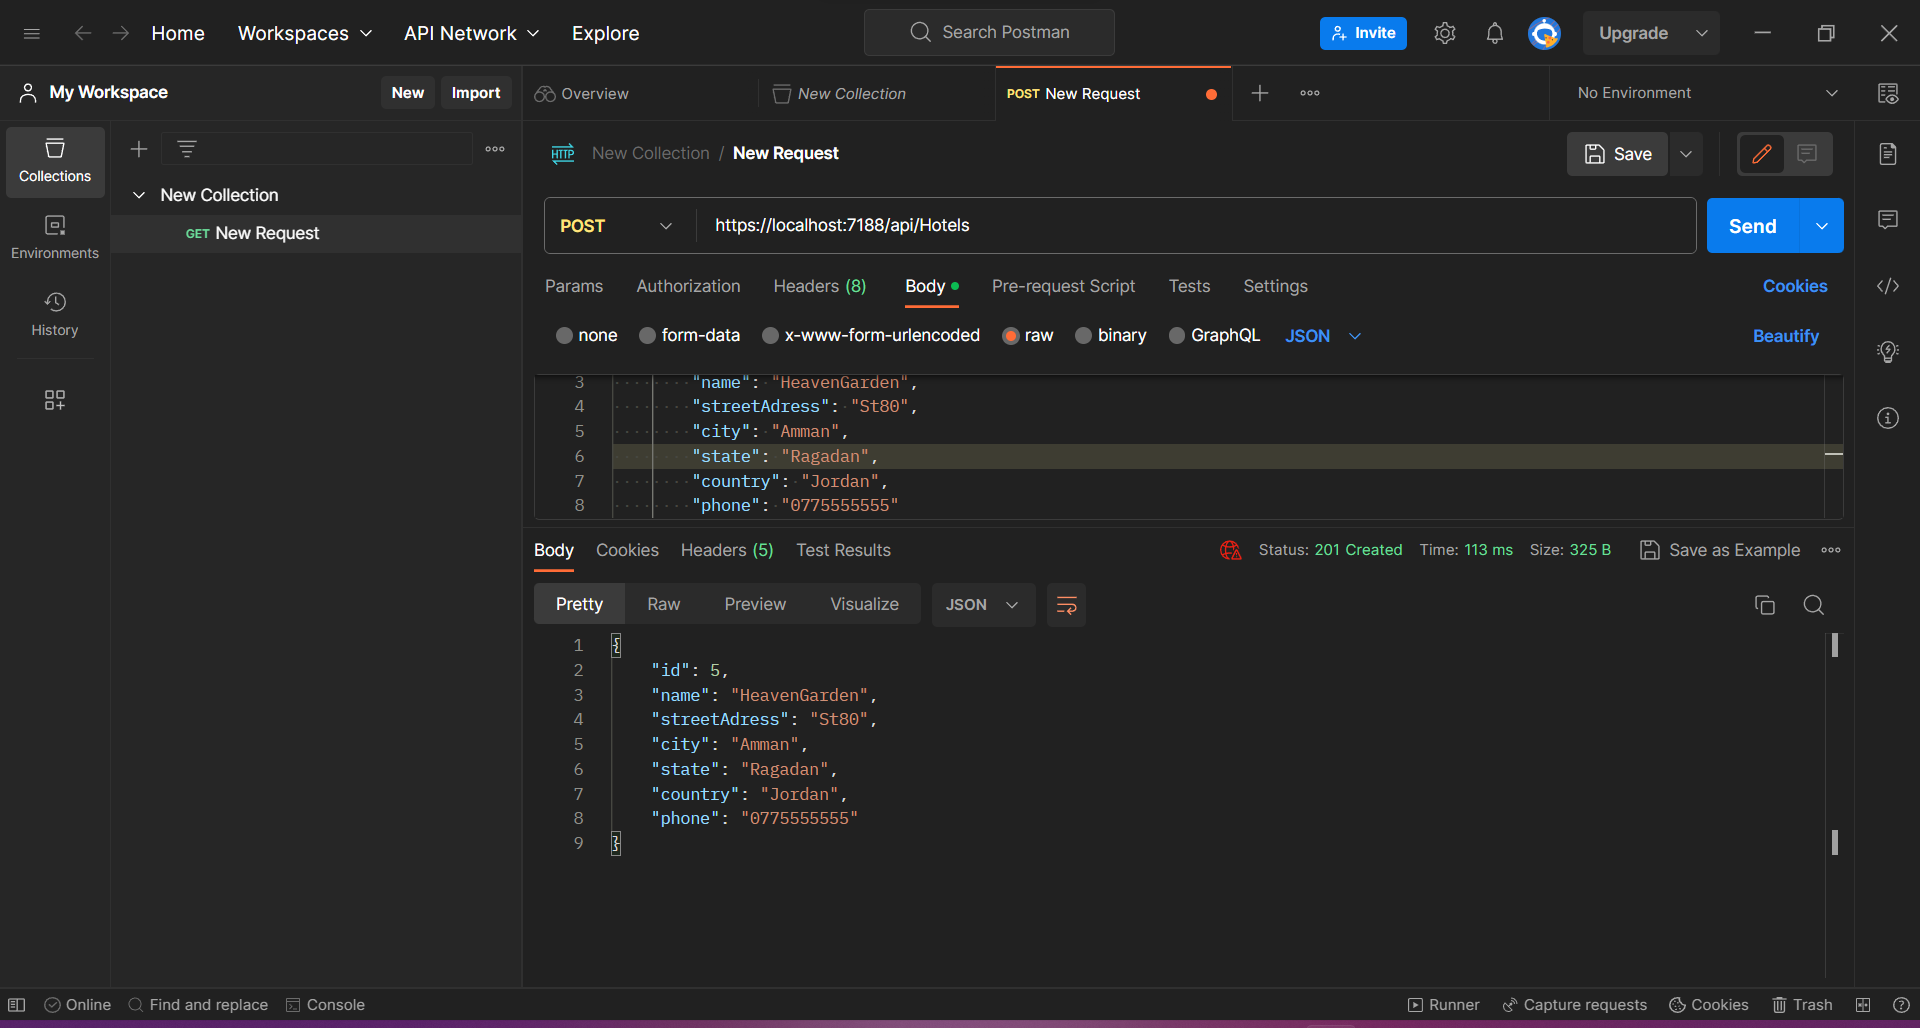 Home Workspaces API Network Explore Search Postman Invite Upgrade
My Workspace New Import Overview New Collection POST New Request No Environment
Collections
New Collection
GET New Request
Environments
History
HTTP New Collection / New Request Save
POST https://localhost:7188/api/Hotels Send
Params Authorization Headers (8) Body Pre-request Script Tests Settings Cookies
none form-data x-www-form-urlencoded raw binary GraphQL JSON Beautify
3 "name": "HeavenGarden",
4 "streetAdress": "St80",
5 "city": "Amman",
6 "state": "Ragadan",
7 "country": "Jordan",
8 "phone": "0775555555"
Body Cookies Headers (5) Test Results Status: 201 Created Time: 113 ms Size: 325 B Save as Example
Pretty Raw Preview Visualize JSON
1 {
2 "id": 5,
3 "name": "HeavenGarden",
4 "streetAdress": "St80",
5 "city": "Amman",
6 "state": "Ragadan",
7 "country": "Jordan",
8 "phone": "0775555555"
9 }
Online Find and replace Console Runner Capture requests Cookies Trash